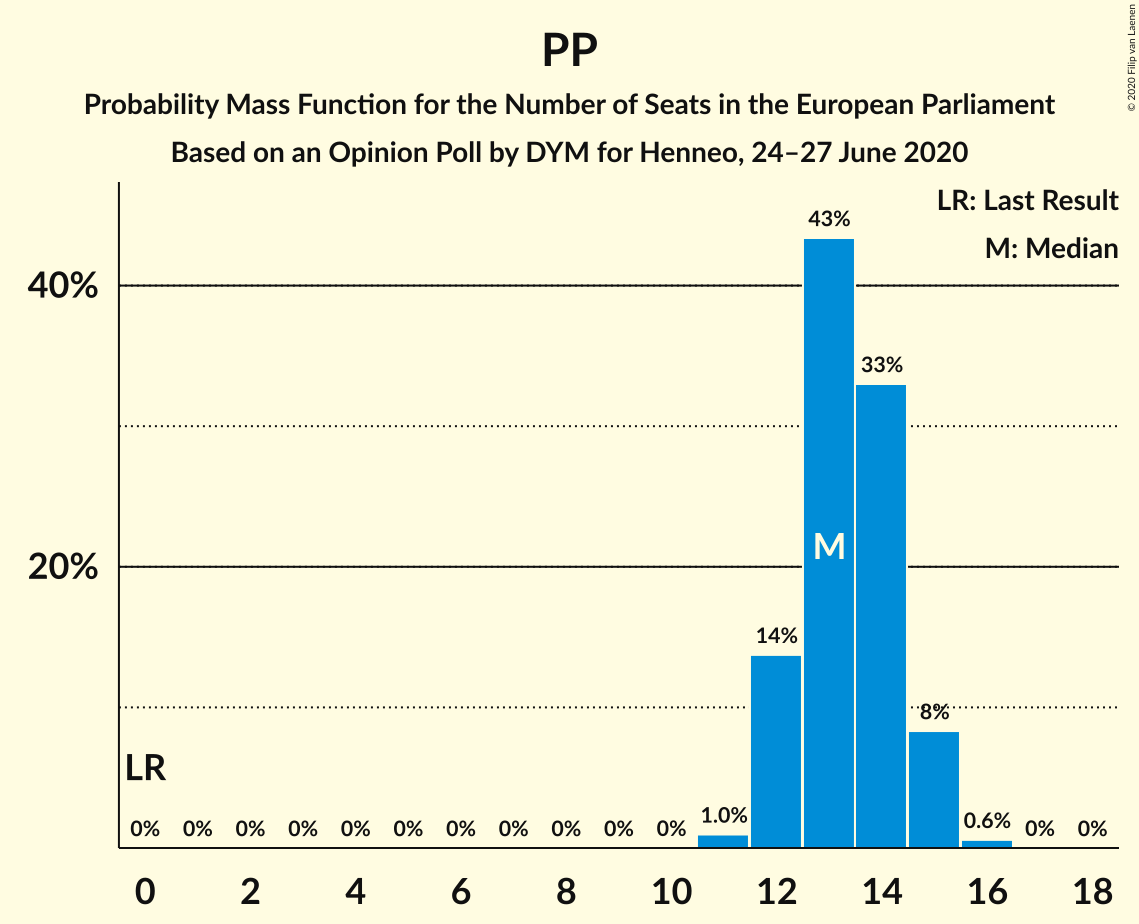 PP
Probability Mass Function for the Number of Seats in the European Parliament
Based on an Opinion Poll by DYM for Henneo, 24–27 June 2020
© 2020 Filip van Laenen
LR: Last Result
M: Median
43%
40%
33%
M
20%
14%
8%
LR
0% 0% 0% 0% 0% 0% 0% 0% 0% 0% 0% 1.0% 0.6% 0% 0%
0 2 4 6 8 10 12 14 16 18